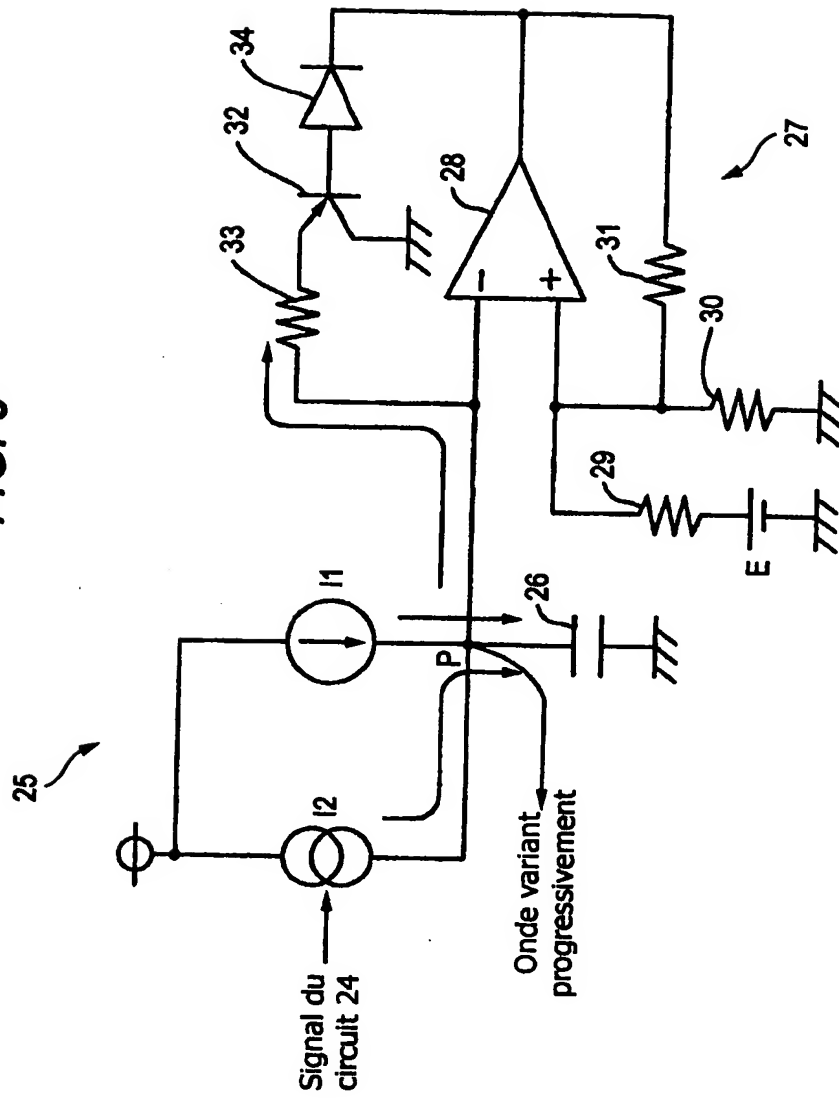 25
I2
I1
Signal du
circuit 24
P
Onde variant
progressivement
26
33
32
34
28
−
+
29
E
30
31
27